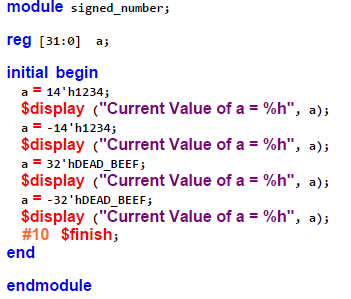 module signed_number;
reg [31:0] a;
initial begin
a = 14'h1234;
$display ("Current Value of a = %h", a);
a = -14'h1234;
$display ("Current Value of a = %h", a);
a = 32'hDEAD_BEEF;
$display ("Current Value of a = %h", a);
a = -32'hDEAD_BEEF;
$display ("Current Value of a = %h", a);
#10 $finish;
end
endmodule